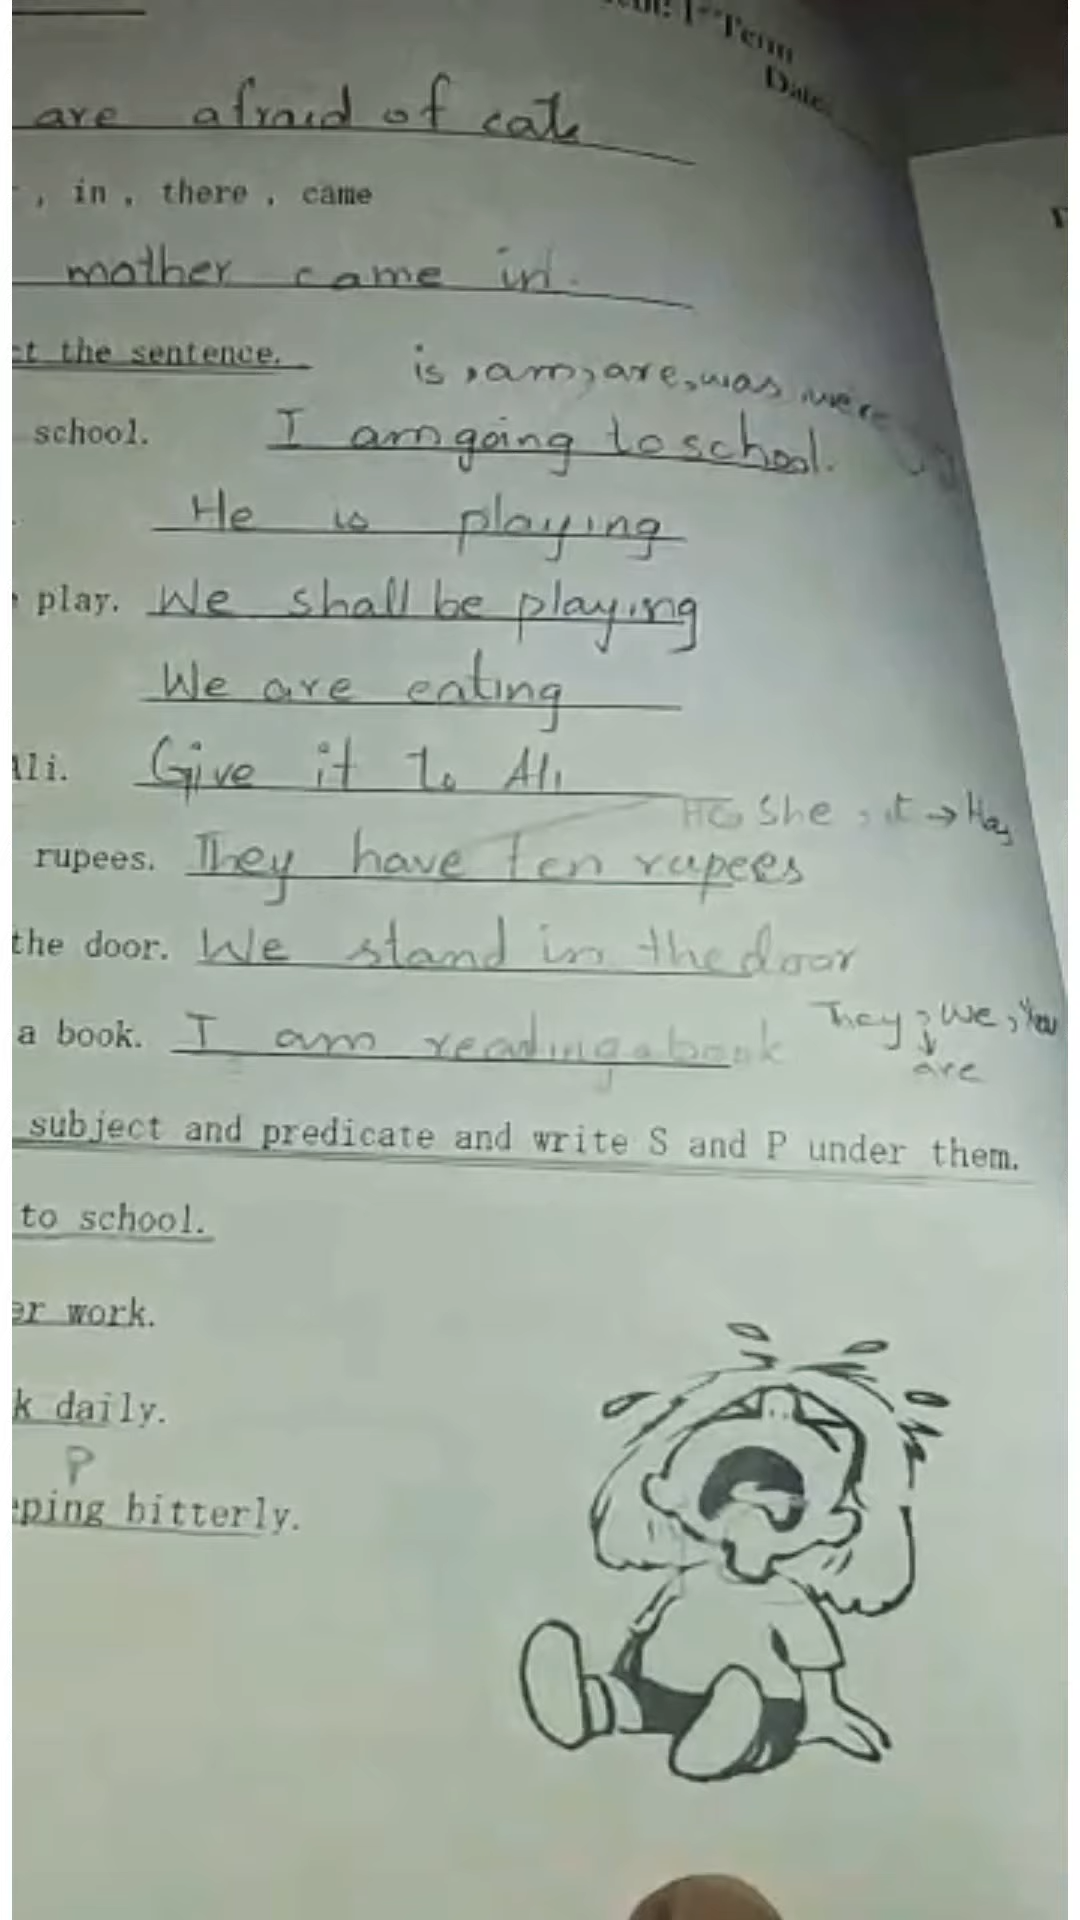 1st Term
Date:
are afraid of cats
, in , there , came
mother came in.
ct the sentence.
is, am, are, was were
school. I am going to school.
He is playing
play. We shall be playing
We are eating
Ali. Give it to Ali
He, She, it → Has
rupees. They have ten rupees
the door. We stand in the door
They, We, You
a book. I am reading a book
are
subject and predicate and write S and P under them.
to school.
er work.
k daily.
P
eping bitterly.